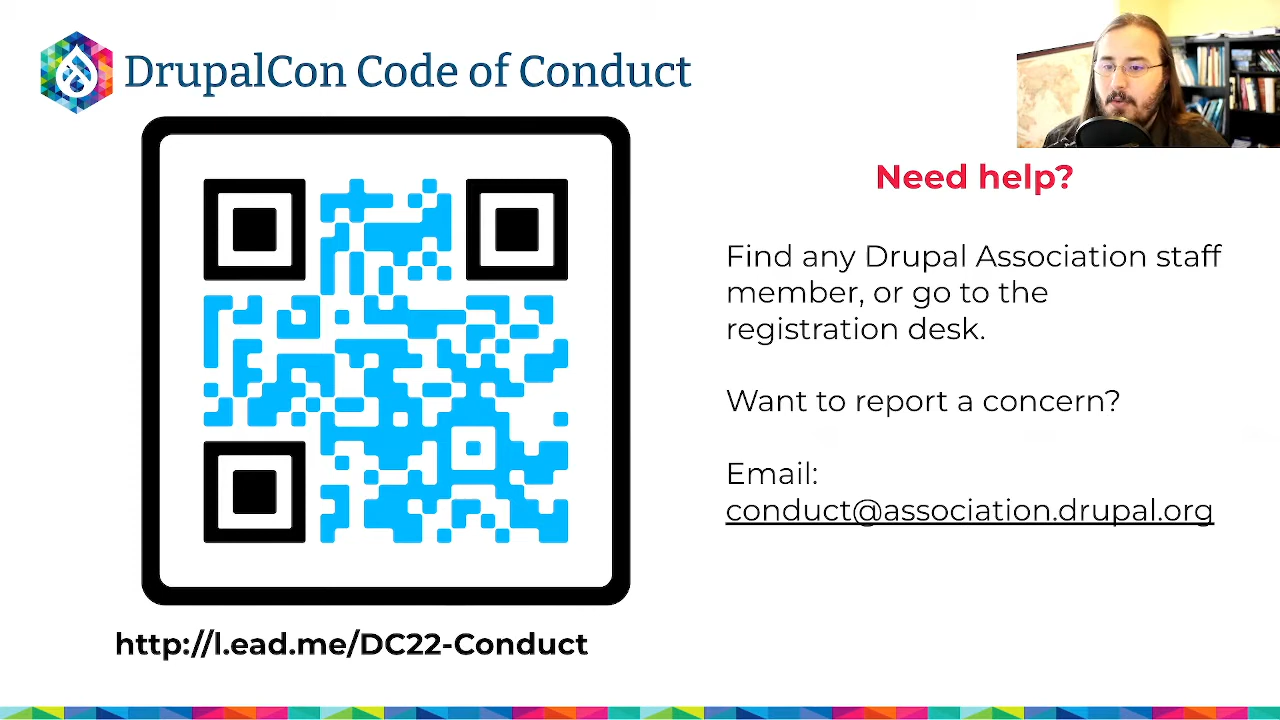 DrupalCon Code of Conduct
Need help?
Find any Drupal Association staff
member, or go to the
registration desk.
Want to report a concern?
Email:
conduct@association.drupal.org
http://l.ead.me/DC22-Conduct